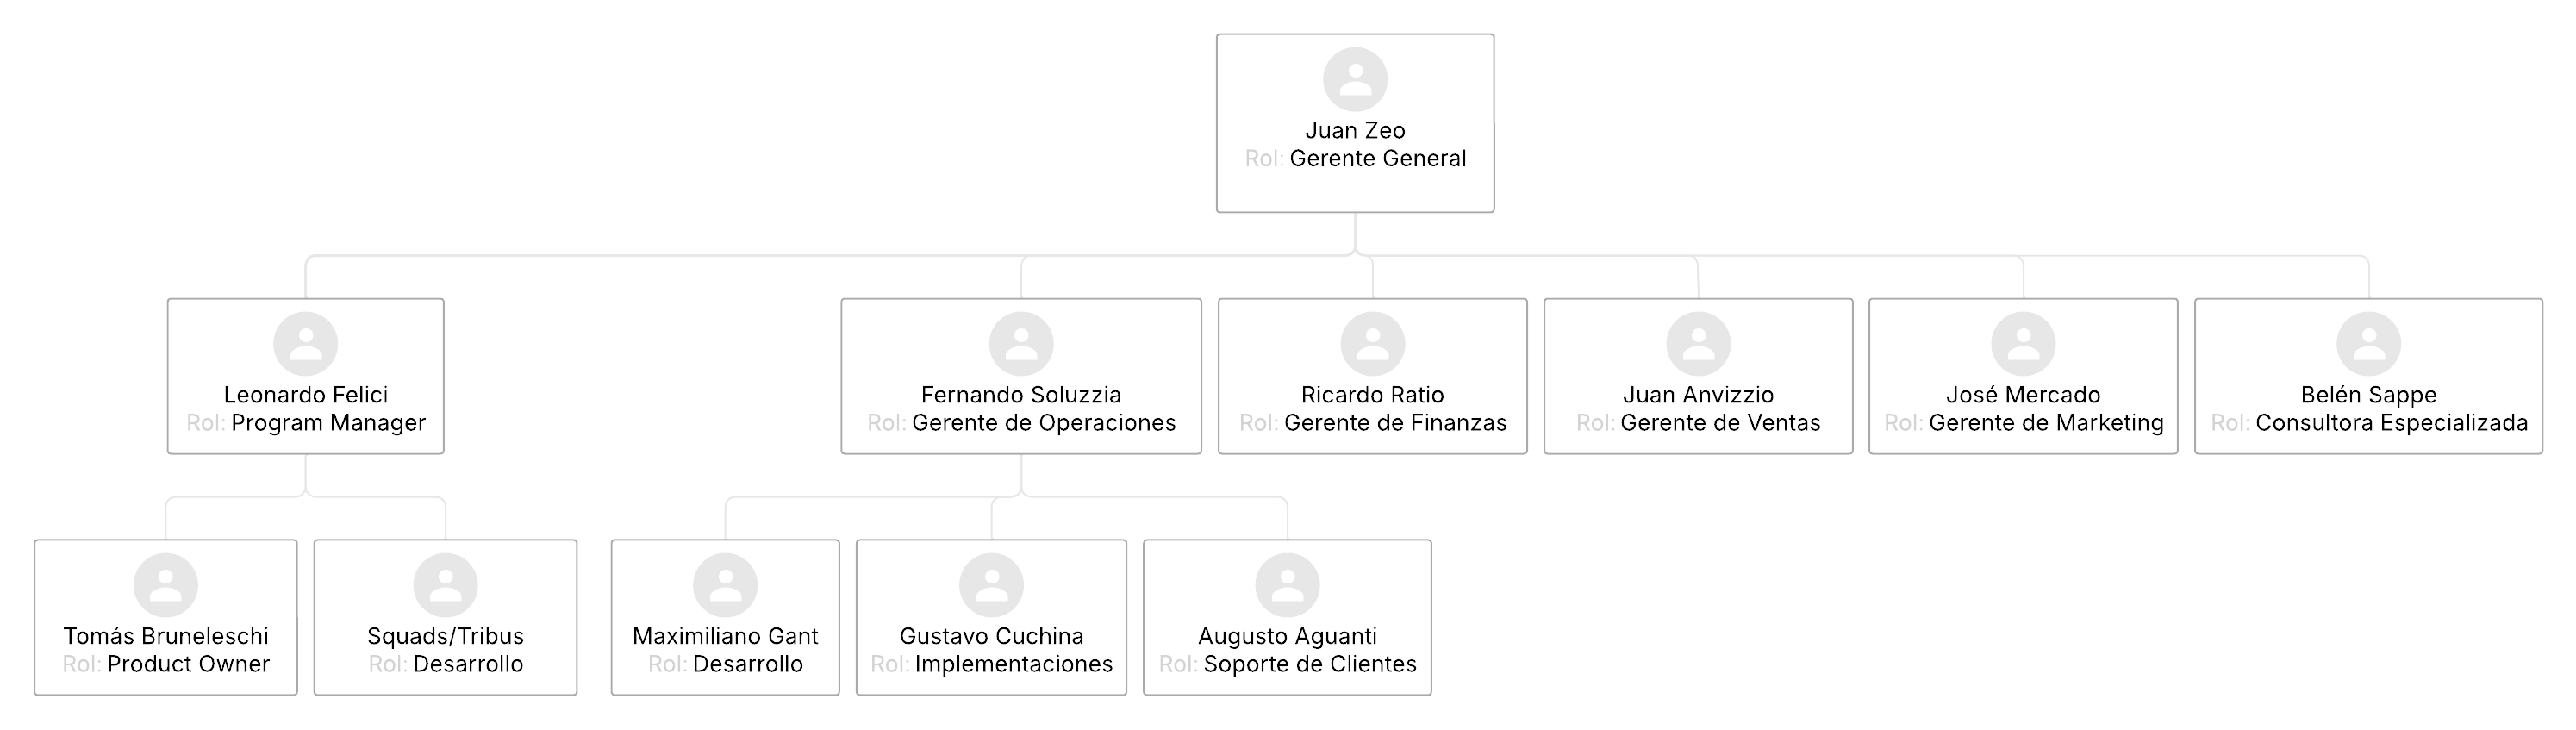 Juan Zeo
Rol: Gerente General
Leonardo Felici
Rol: Program Manager
Fernando Soluzzia
Rol: Gerente de Operaciones
Ricardo Ratio
Rol: Gerente de Finanzas
Juan Anvizzio
Rol: Gerente de Ventas
José Mercado
Rol: Gerente de Marketing
Belén Sappe
Rol: Consultora Especializada
Tomás Bruneleschi
Rol: Product Owner
Squads/Tribus
Rol: Desarrollo
Maximiliano Gant
Rol: Desarrollo
Gustavo Cuchina
Rol: Implementaciones
Augusto Aguanti
Rol: Soporte de Clientes